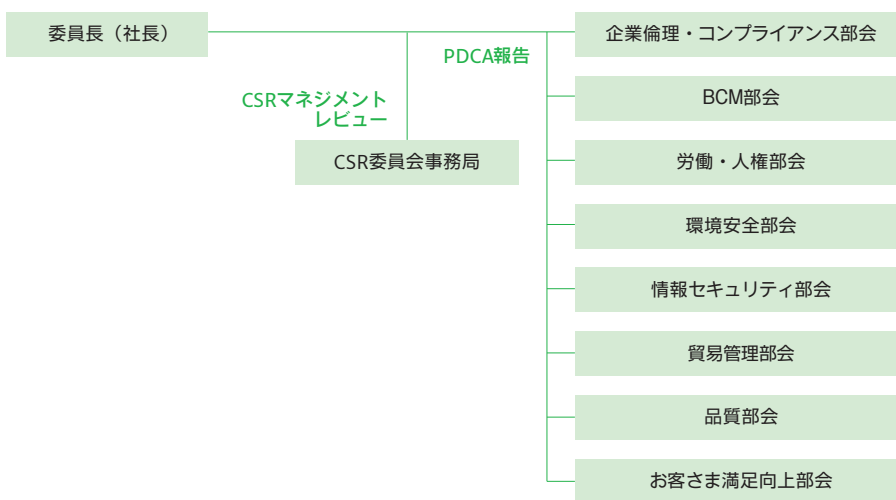 委員長（社長）
企業倫理・コンプライアンス部会
PDCA報告
BCM部会
CSRマネジメント
レビュー
CSR委員会事務局
労働・人権部会
環境安全部会
情報セキュリティ部会
貿易管理部会
品質部会
お客さま満足向上部会